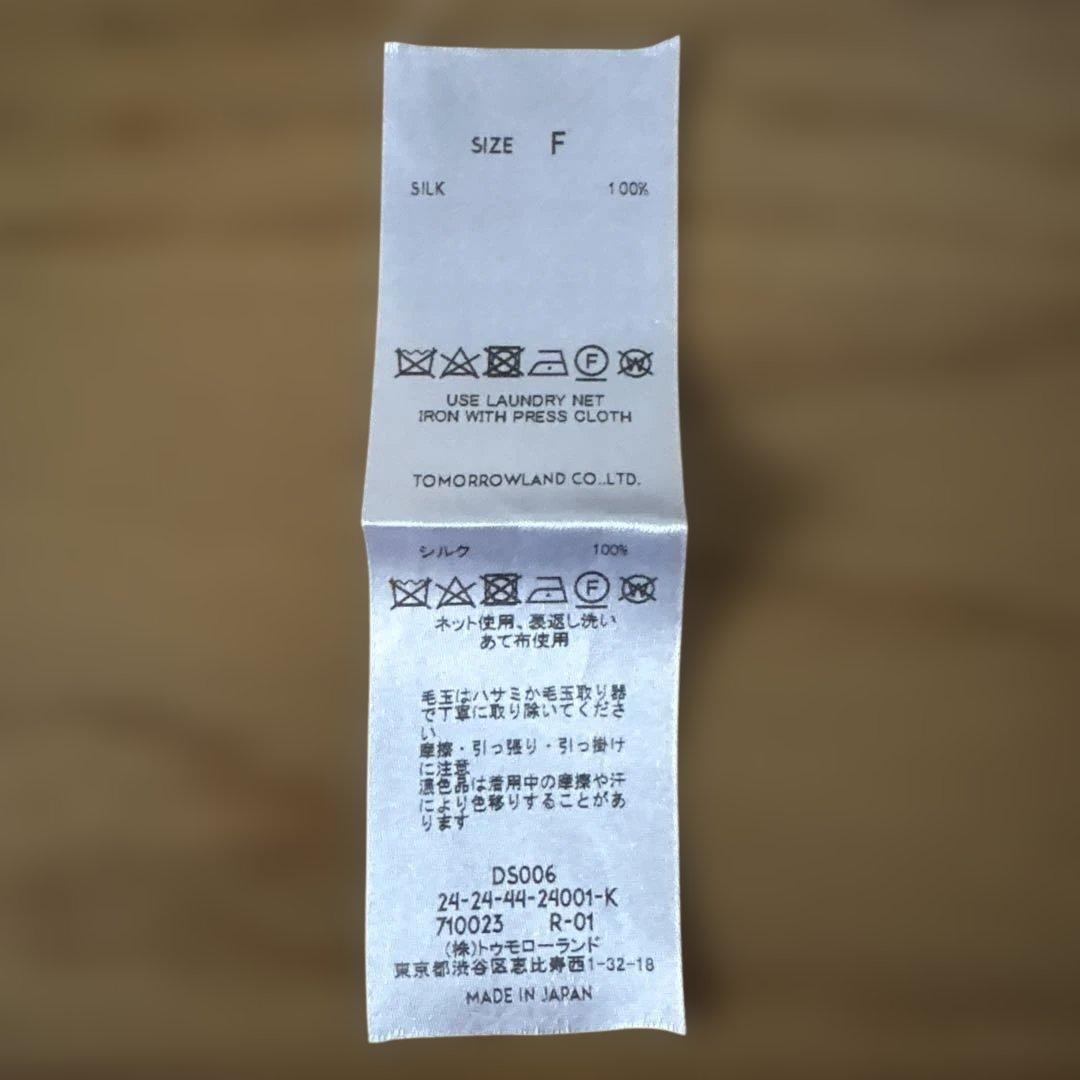 SIZE F
SILK 100%
F W
USE LAUNDRY NET
IRON WITH PRESS CLOTH
TOMORROWLAND CO.,LTD.
シルク 100%
F W
ネット使用、裏返し洗い
あて布使用
毛玉はハサミか毛玉取り器
で丁寧に取り除いてくださ
い
摩擦・引っ張り・引っ掛け
に注意
濃色品は着用中の摩擦や汗
により色移りすることがあ
ります
DS006
24-24-44-24001-K
710023 R-01
(株)トゥモローランド
東京都渋谷区恵比寿西1-32-18
MADE IN JAPAN